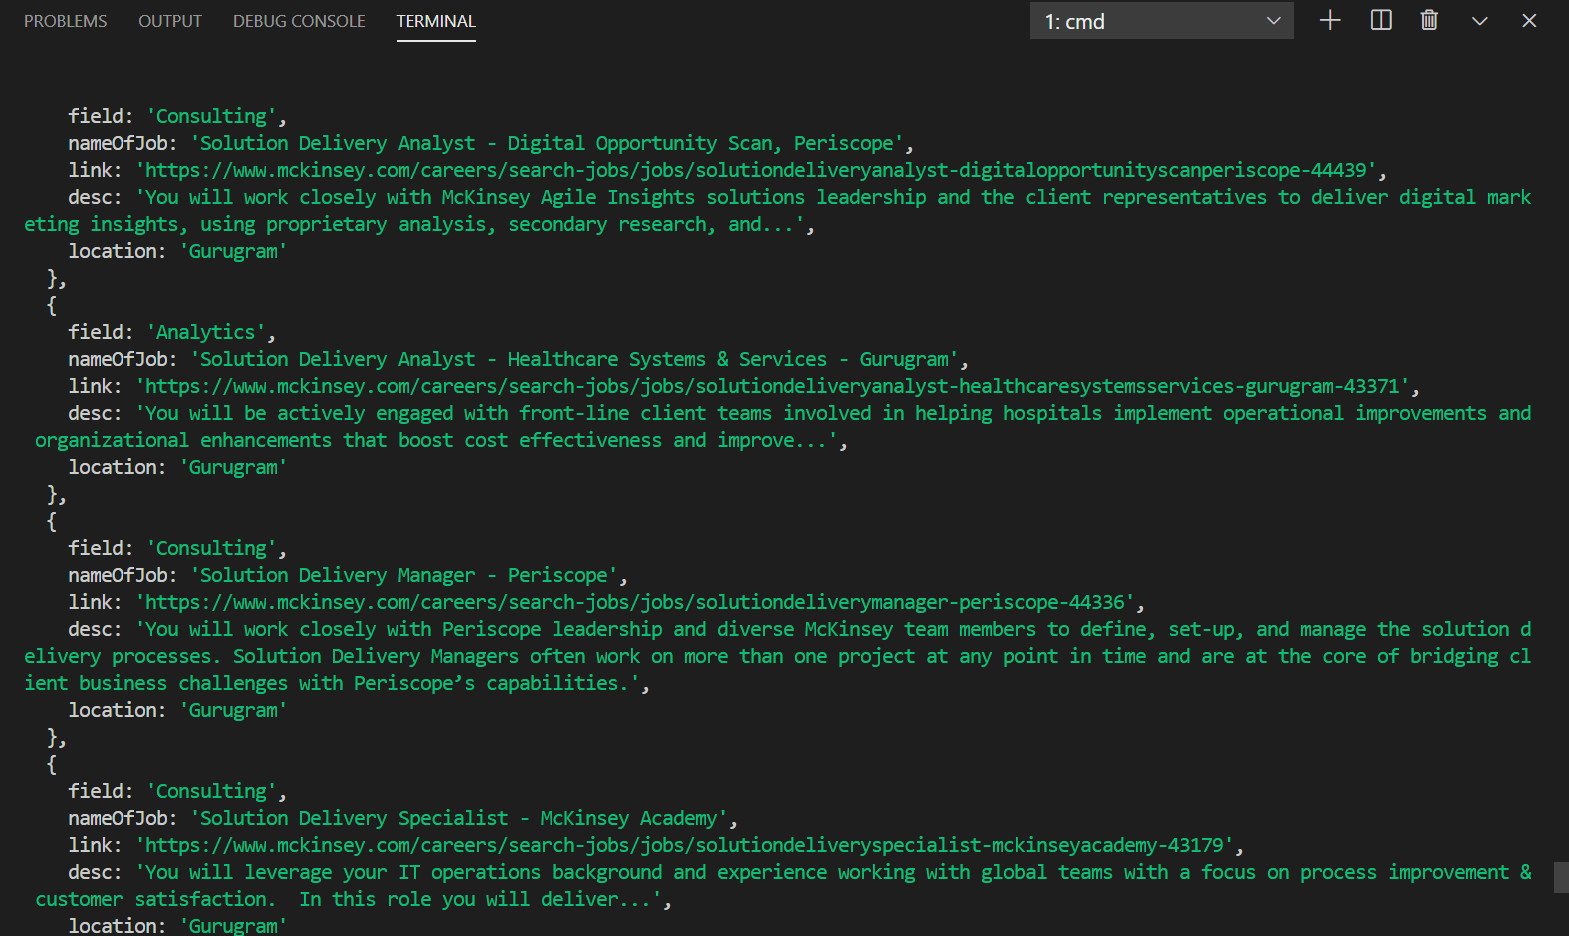 PROBLEMS OUTPUT DEBUG CONSOLE TERMINAL 1: cmd
field: 'Consulting',
nameOfJob: 'Solution Delivery Analyst - Digital Opportunity Scan, Periscope',
link: 'https://www.mckinsey.com/careers/search-jobs/jobs/solutiondeliveryanalyst-digitalopportunityscanperiscope-44439',
desc: 'You will work closely with McKinsey Agile Insights solutions leadership and the client representatives to deliver digital mark
eting insights, using proprietary analysis, secondary research, and...',
location: 'Gurugram'
},
{
field: 'Analytics',
nameOfJob: 'Solution Delivery Analyst - Healthcare Systems & Services - Gurugram',
link: 'https://www.mckinsey.com/careers/search-jobs/jobs/solutiondeliveryanalyst-healthcaresystemsservices-gurugram-43371',
desc: 'You will be actively engaged with front-line client teams involved in helping hospitals implement operational improvements and
organizational enhancements that boost cost effectiveness and improve...',
location: 'Gurugram'
},
{
field: 'Consulting',
nameOfJob: 'Solution Delivery Manager - Periscope',
link: 'https://www.mckinsey.com/careers/search-jobs/jobs/solutiondeliverymanager-periscope-44336',
desc: 'You will work closely with Periscope leadership and diverse McKinsey team members to define, set-up, and manage the solution d
elivery processes. Solution Delivery Managers often work on more than one project at any point in time and are at the core of bridging cl
ient business challenges with Periscope’s capabilities.',
location: 'Gurugram'
},
{
field: 'Consulting',
nameOfJob: 'Solution Delivery Specialist - McKinsey Academy',
link: 'https://www.mckinsey.com/careers/search-jobs/jobs/solutiondeliveryspecialist-mckinseyacademy-43179',
desc: 'You will leverage your IT operations background and experience working with global teams with a focus on process improvement &
customer satisfaction.  In this role you will deliver...',
location: 'Gurugram'